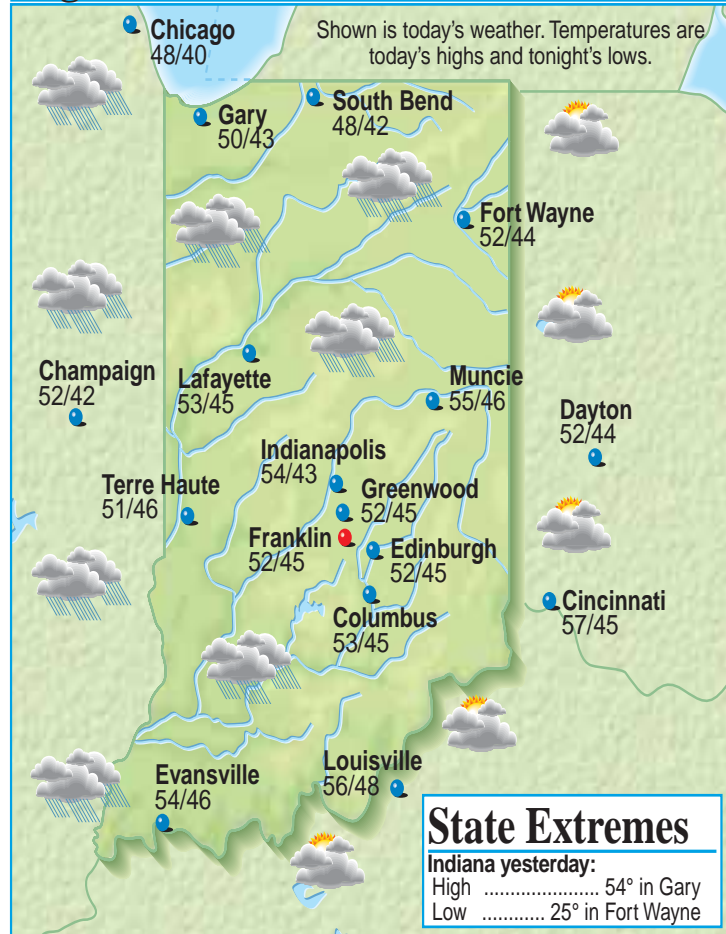 Shown is today's weather. Temperatures are
today's highs and tonight's lows.
Chicago
48/40
Gary
50/43
South Bend
48/42
Fort Wayne
52/44
Champaign
52/42
Lafayette
53/45
Muncie
55/46
Dayton
52/44
Indianapolis
54/43
Terre Haute
51/46
Greenwood
52/45
Franklin
52/45
Edinburgh
52/45
Columbus
53/45
Cincinnati
57/45
Evansville
54/46
Louisville
56/48
State Extremes
Indiana yesterday:
High ...................... 54° in Gary
Low ............ 25° in Fort Wayne